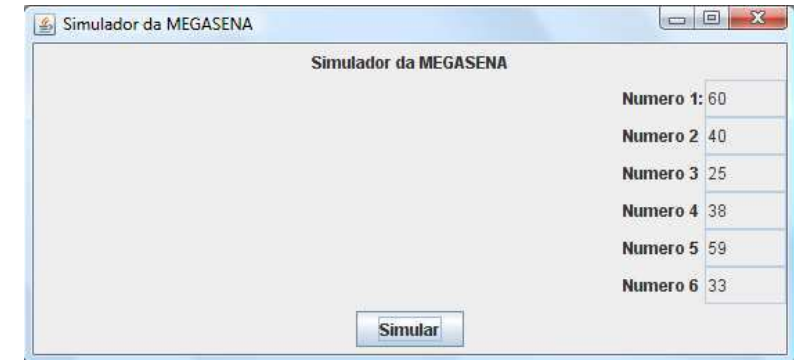 Simulador da MEGASENA
Simulador da MEGASENA
Numero 1: 60
Numero 2 40
Numero 3 25
Numero 4 38
Numero 5 59
Numero 6 33
Simular